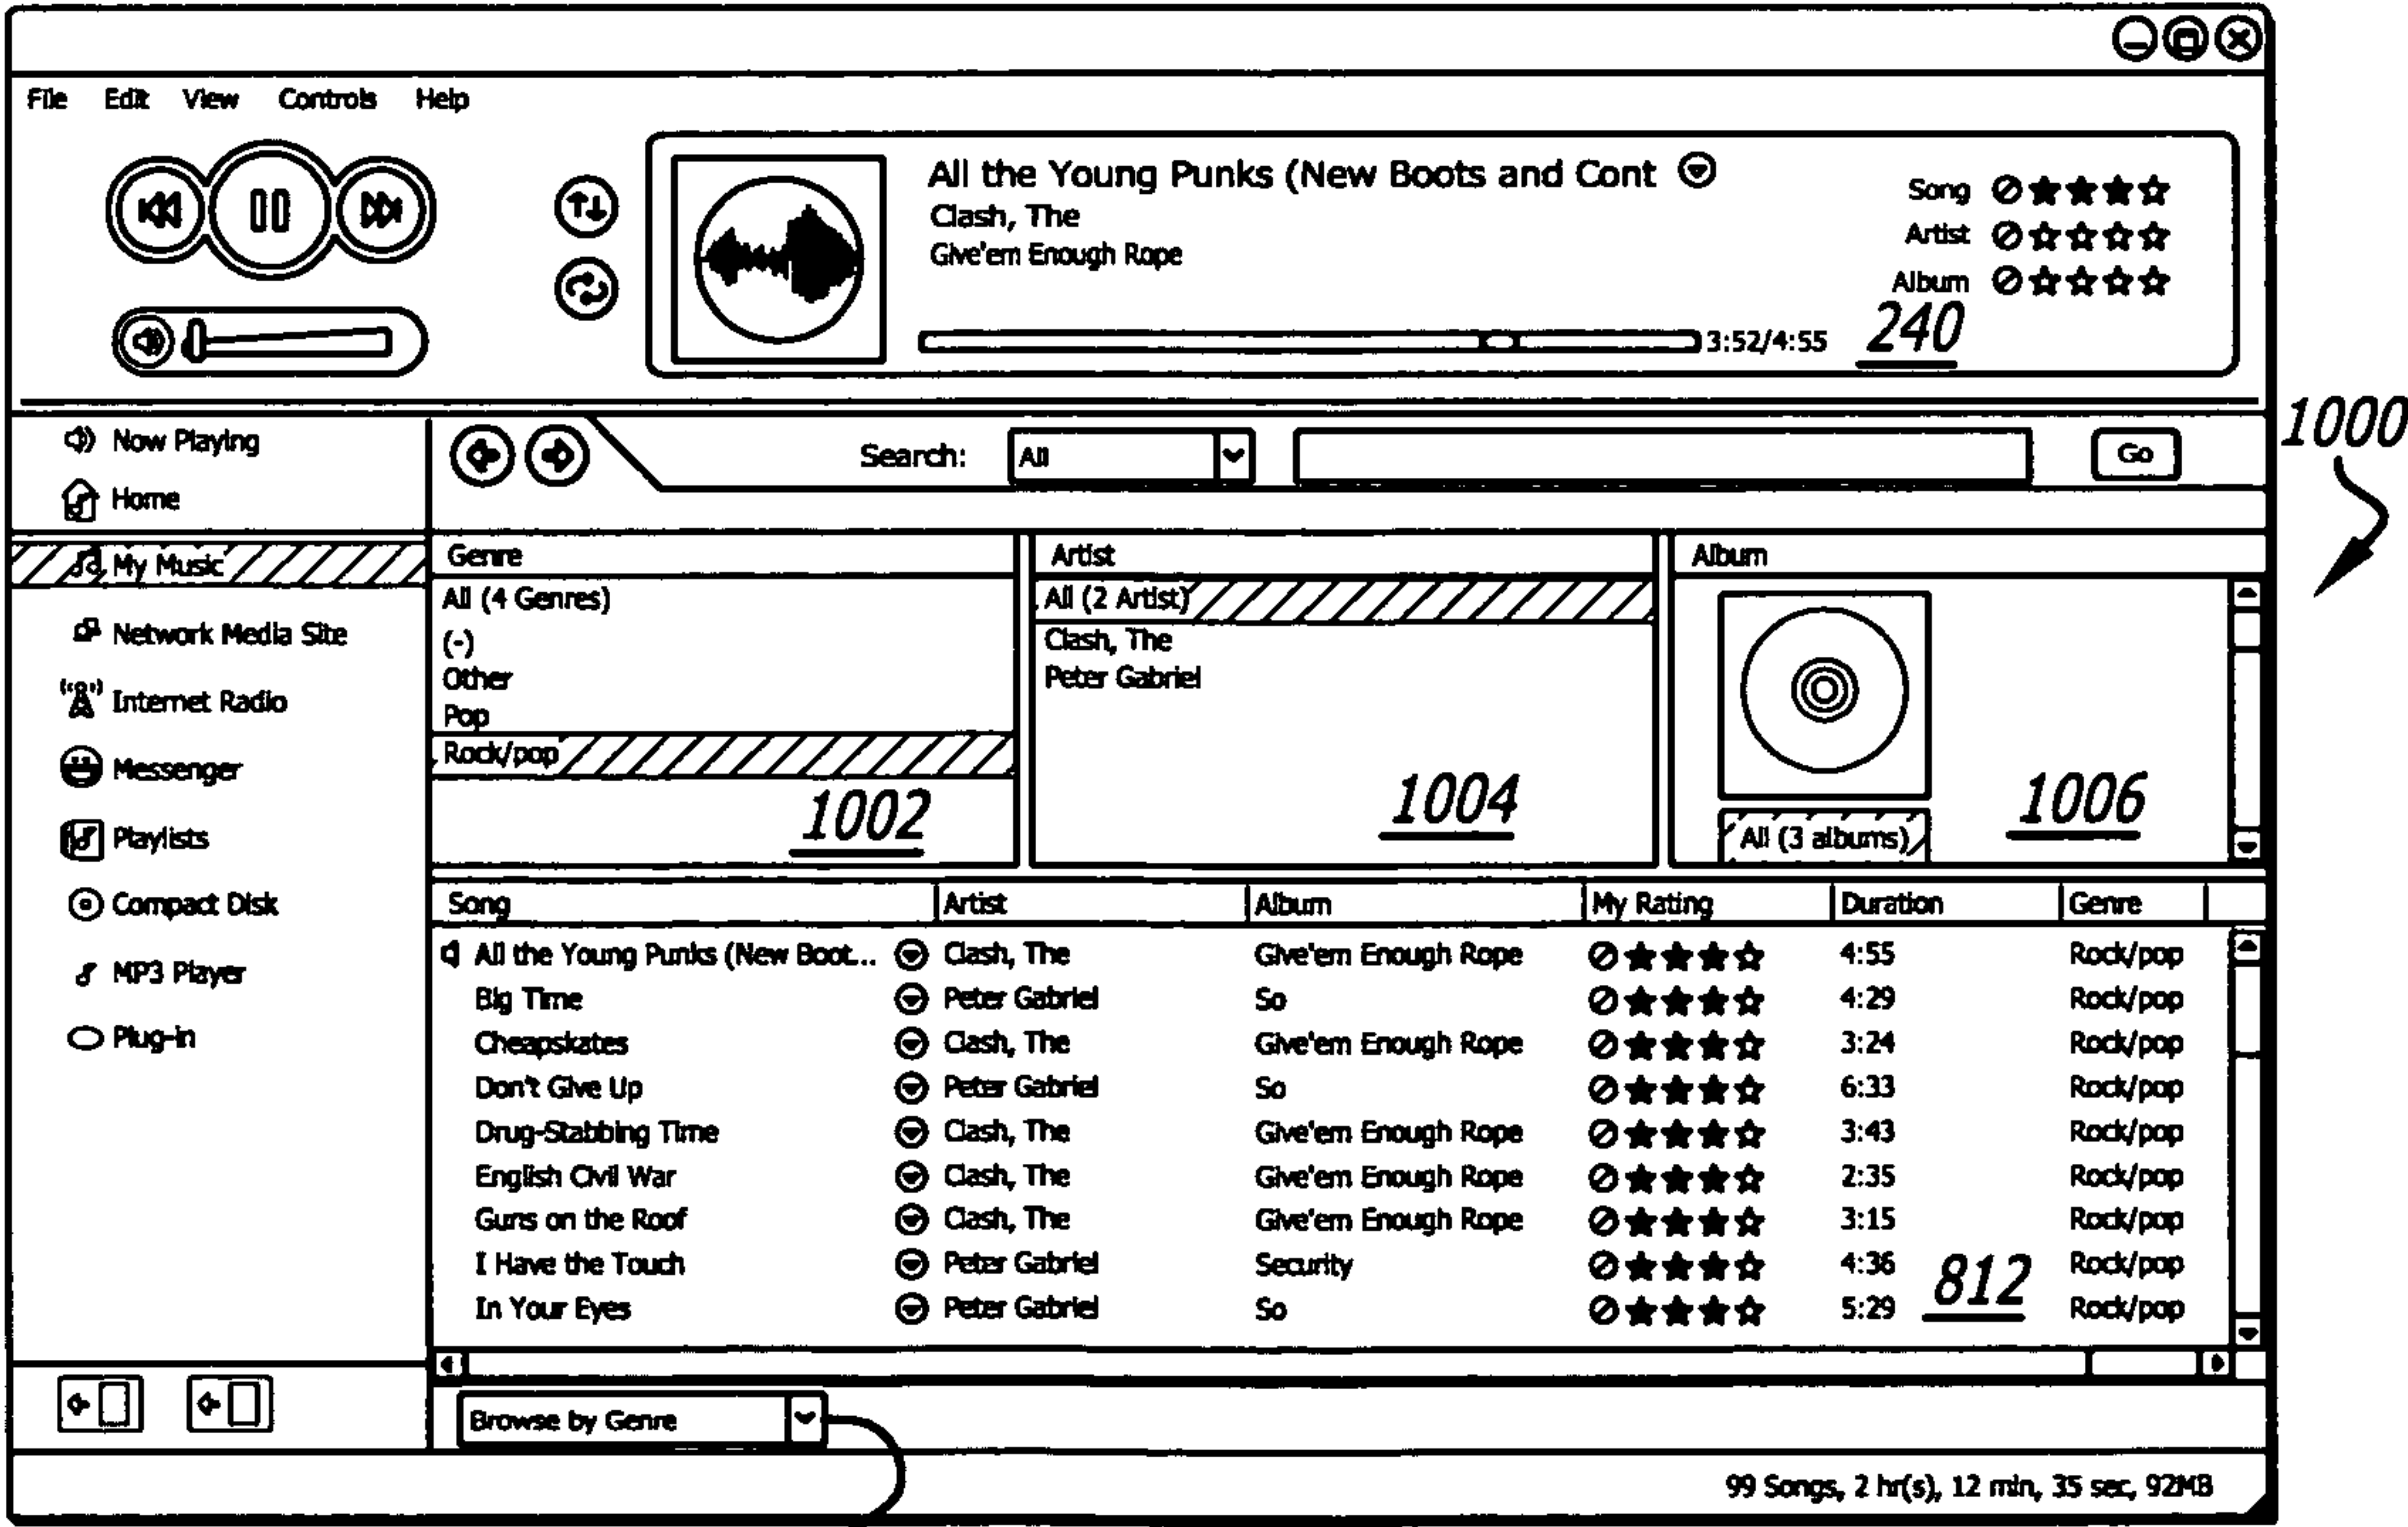 File Edit View Controls Help
All the Young Punks (New Boots and Cont
Clash, The
Give'em Enough Rope
Song
Artist
Album
240
3:52/4:55
1000
Now Playing
Home
My Music
Network Media Site
Internet Radio
Messenger
Playlists
Compact Disk
MP3 Player
Plug-in
Search: All Go
Genre
All (4 Genres)
(-)
Other
Pop
Rock/pop
1002
Artist
All (2 Artist)
Clash, The
Peter Gabriel
1004
Album
All (3 albums)
1006
Song Artist Album My Rating Duration Genre
All the Young Punks (New Boot... Clash, The Give'em Enough Rope 4:55 Rock/pop
Big Time Peter Gabriel So 4:29 Rock/pop
Cheapskates Clash, The Give'em Enough Rope 3:24 Rock/pop
Don't Give Up Peter Gabriel So 6:33 Rock/pop
Drug-Stabbing Time Clash, The Give'em Enough Rope 3:43 Rock/pop
English Civil War Clash, The Give'em Enough Rope 2:35 Rock/pop
Guns on the Roof Clash, The Give'em Enough Rope 3:15 Rock/pop
I Have the Touch Peter Gabriel Security 4:36 Rock/pop
In Your Eyes Peter Gabriel So 5:29 Rock/pop
812
Browse by Genre
99 Songs, 2 hr(s), 12 min, 35 sec, 92MB